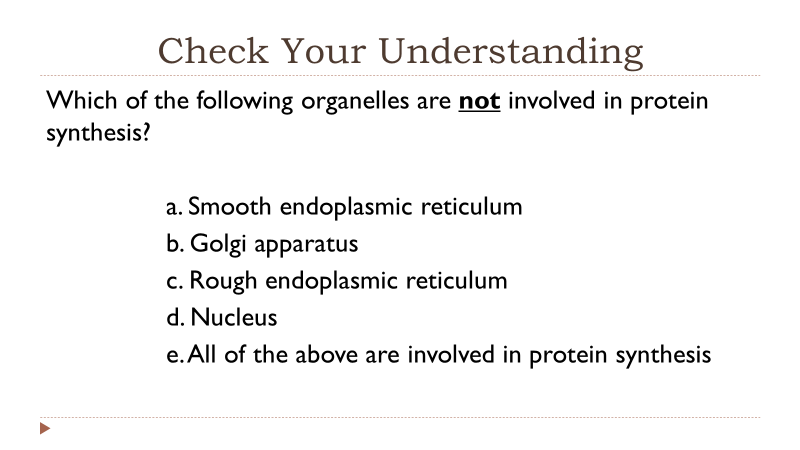 Check Your Understanding
Which of the following organelles are not involved in protein
synthesis?
a. Smooth endoplasmic reticulum
b. Golgi apparatus
c. Rough endoplasmic reticulum
d. Nucleus
e. All of the above are involved in protein synthesis